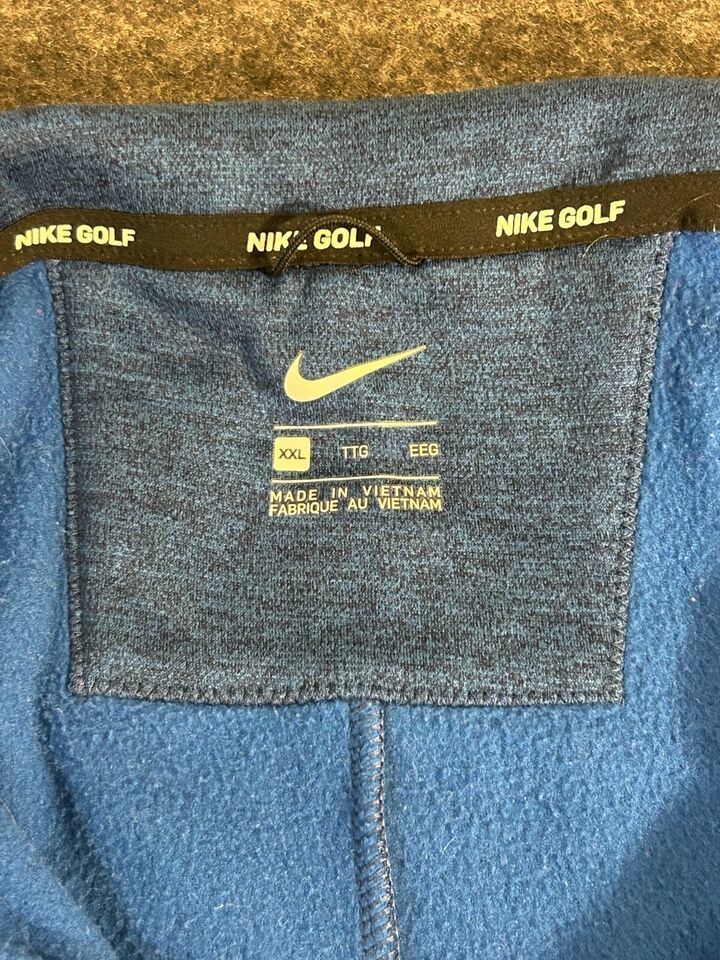 NIKE GOLF NIKE GOLF NIKE GOLF
XXL TTG EEG
MADE IN VIETNAM
FABRIQUE AU VIETNAM